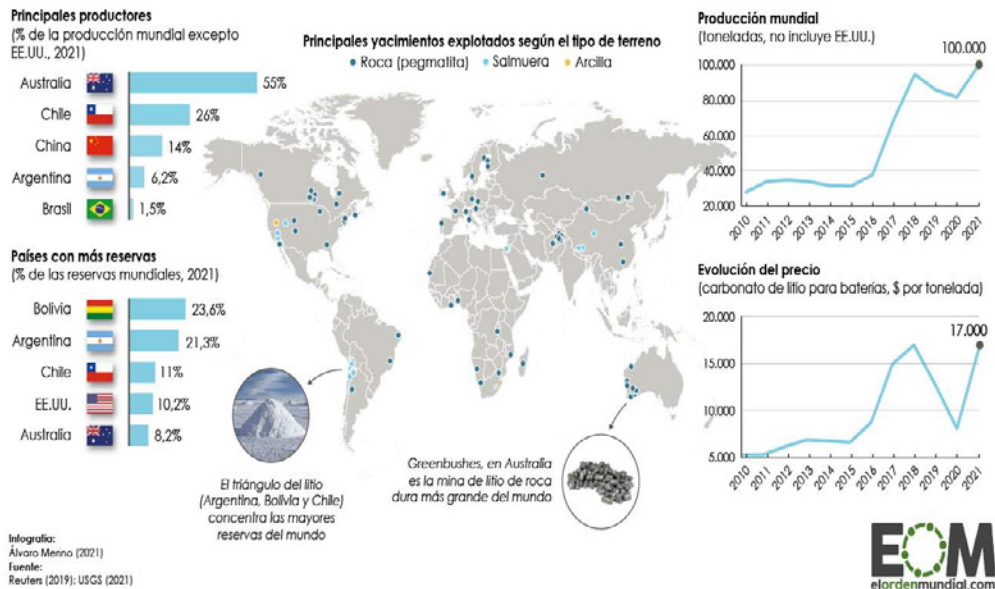 Principales productores
(% de la producción mundial excepto
EE.UU., 2021)
Australia
55%
Chile
26%
China
14%
Argentina
6,2%
Brasil
1,5%
Países con más reservas
(% de las reservas mundiales, 2021)
Bolivia
23,6%
Argentina
21,3%
Chile
11%
EE.UU.
10,2%
Australia
8,2%
Principales yacimientos explotados según el tipo de terreno
Roca (pegmatita)
Salmuera
Arcilla
El triángulo del litio
(Argentina, Bolivia y Chile)
concentra las mayores
reservas del mundo
Greenbushes, en Australia
es la mina de litio de roca
dura más grande del mundo
Producción mundial
(toneladas, no incluye EE.UU.)
100.000
100.000
80.000
60.000
40.000
20.000
2010
2011
2012
2013
2014
2015
2016
2017
2018
2019
2020
2021
Evolución del precio
(carbonato de litio para baterías, $ por tonelada)
20.000
17.000
15.000
10.000
5.000
2010
2011
2012
2013
2014
2015
2016
2017
2018
2019
2020
2021
Infografía:
Álvaro Merino (2021)
Fuente:
Reuters (2019); USGS (2021)
EOM
elordenmundial.com